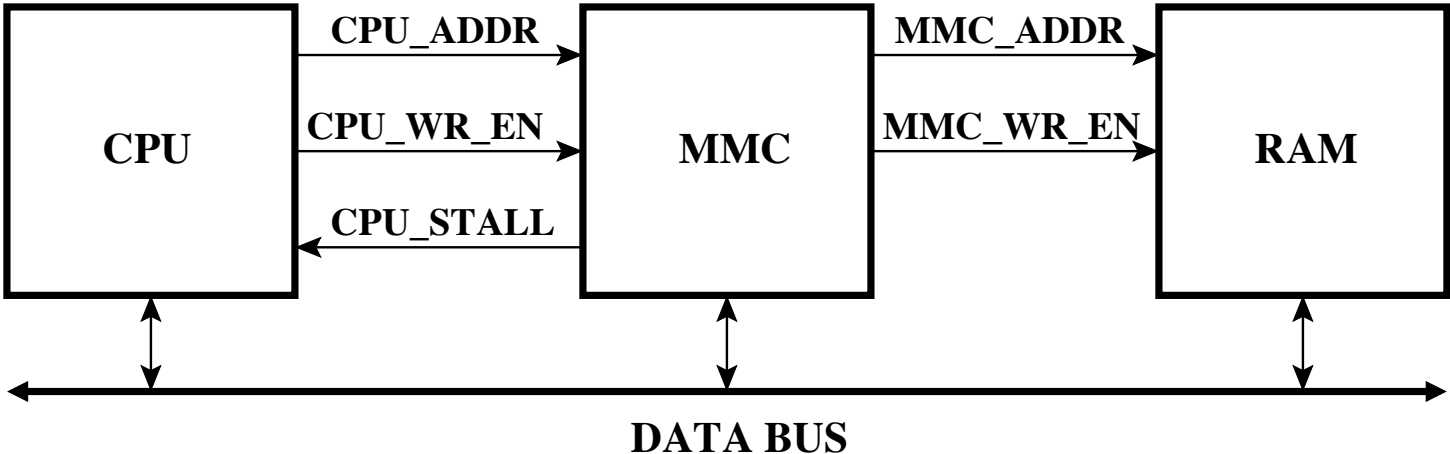 CPU_ADDR
MMC_ADDR
CPU
CPU_WR_EN
MMC
MMC_WR_EN
RAM
CPU_STALL
DATA BUS